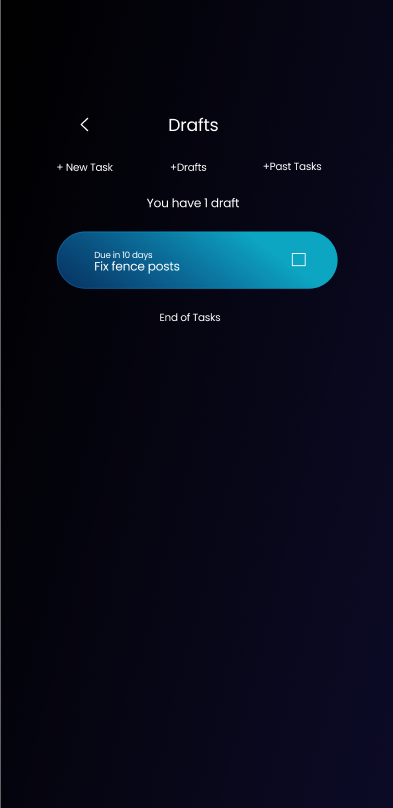 Drafts
+ New Task
+Drafts
+Past Tasks
You have 1 draft
Due in 10 days
Fix fence posts
End of Tasks